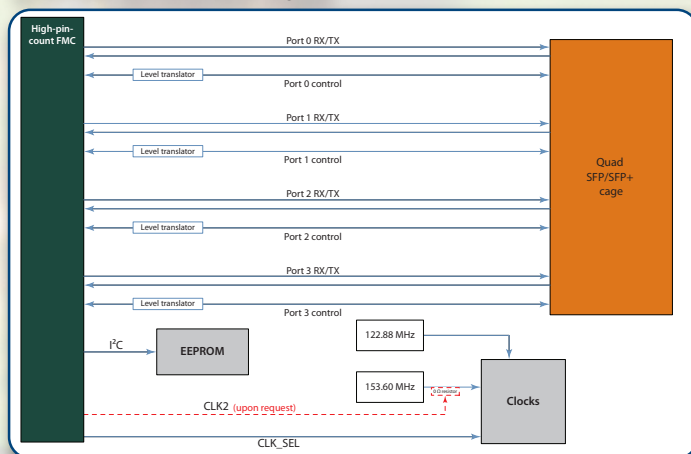 High-pin-
count FMC
Port 0 RX/TX
Level translator
Port 0 control
Port 1 RX/TX
Level translator
Port 1 control
Port 2 RX/TX
Level translator
Port 2 control
Port 3 RX/TX
Level translator
Port 3 control
Quad
SFP/SFP+
cage
I²C
EEPROM
122.88 MHz
153.60 MHz
0 Ω resistor
Clocks
CLK2 (upon request)
CLK_SEL